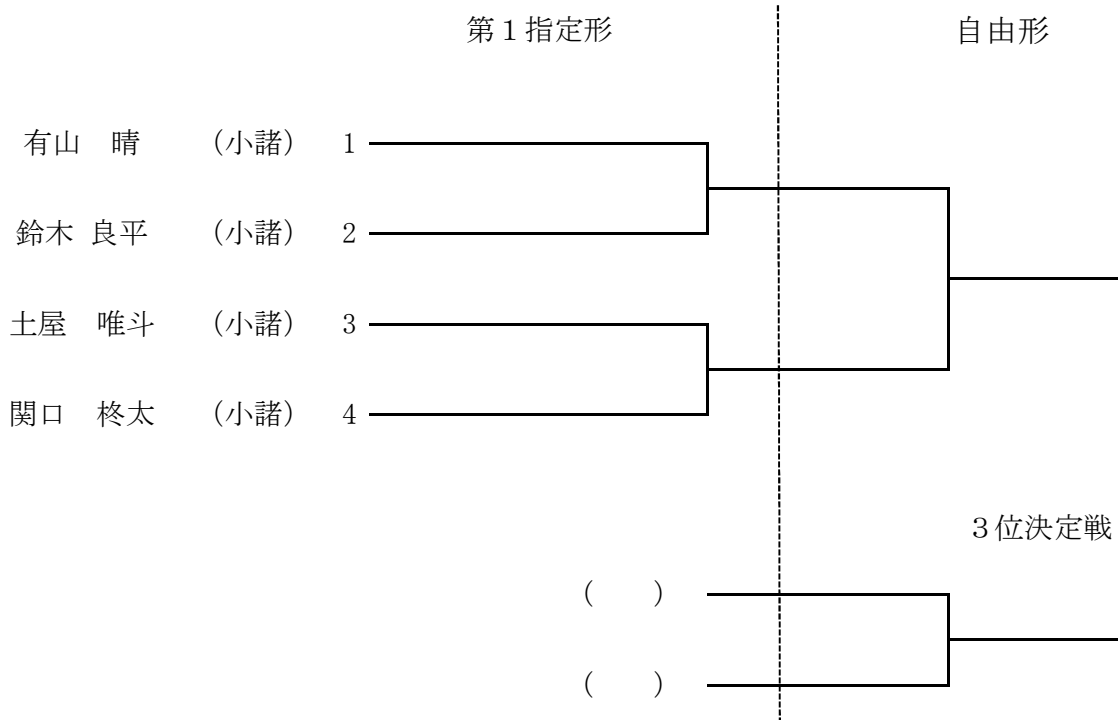 第１指定形 自由形
有山　晴 （小諸） 1
鈴木 良平 （小諸） 2
土屋　唯斗 （小諸） 3
関口　柊太 （小諸） 4
３位決定戦
(　　)
(　　)